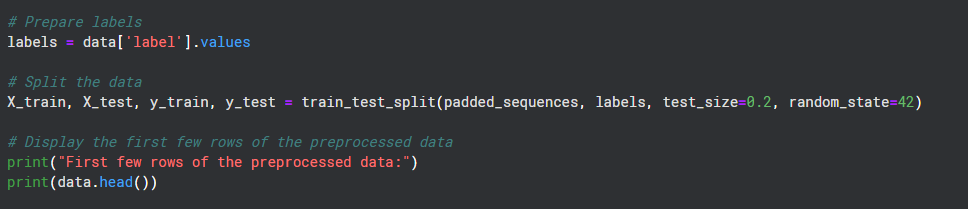 # Prepare labels
labels = data['label'].values
# Split the data
X_train, X_test, y_train, y_test = train_test_split(padded_sequences, labels, test_size=0.2, random_state=42)
# Display the first few rows of the preprocessed data
print("First few rows of the preprocessed data:")
print(data.head())